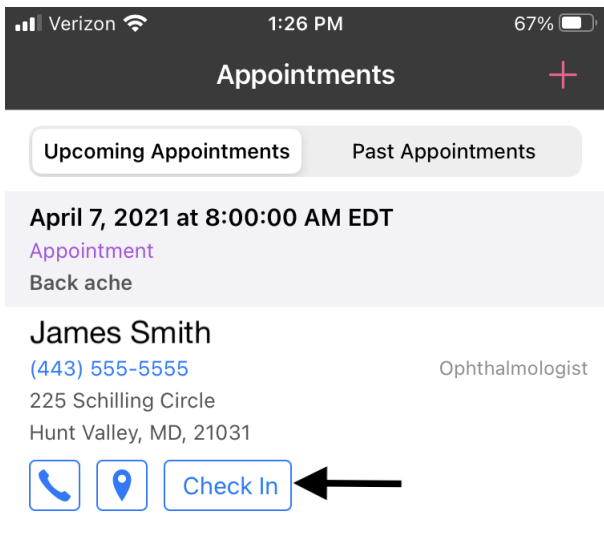 Verizon 1:26 PM 67%
Appointments
Upcoming Appointments Past Appointments
April 7, 2021 at 8:00:00 AM EDT
Appointment
Back ache
James Smith
(443) 555-5555 Ophthalmologist
225 Schilling Circle
Hunt Valley, MD, 21031
Check In